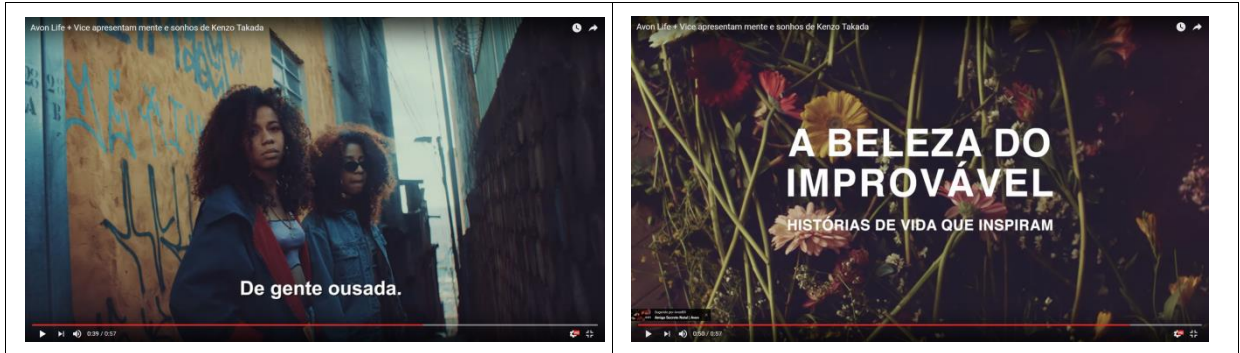 Avon Life + Vice apresentam mente e sonhos de Kenzo Takada
De gente ousada.
0:39 / 0:57
Avon Life + Vice apresentam mente e sonhos de Kenzo Takada
A BELEZA DO
IMPROVÁVEL
HISTÓRIAS DE VIDA QUE INSPIRAM
0:50 / 0:57